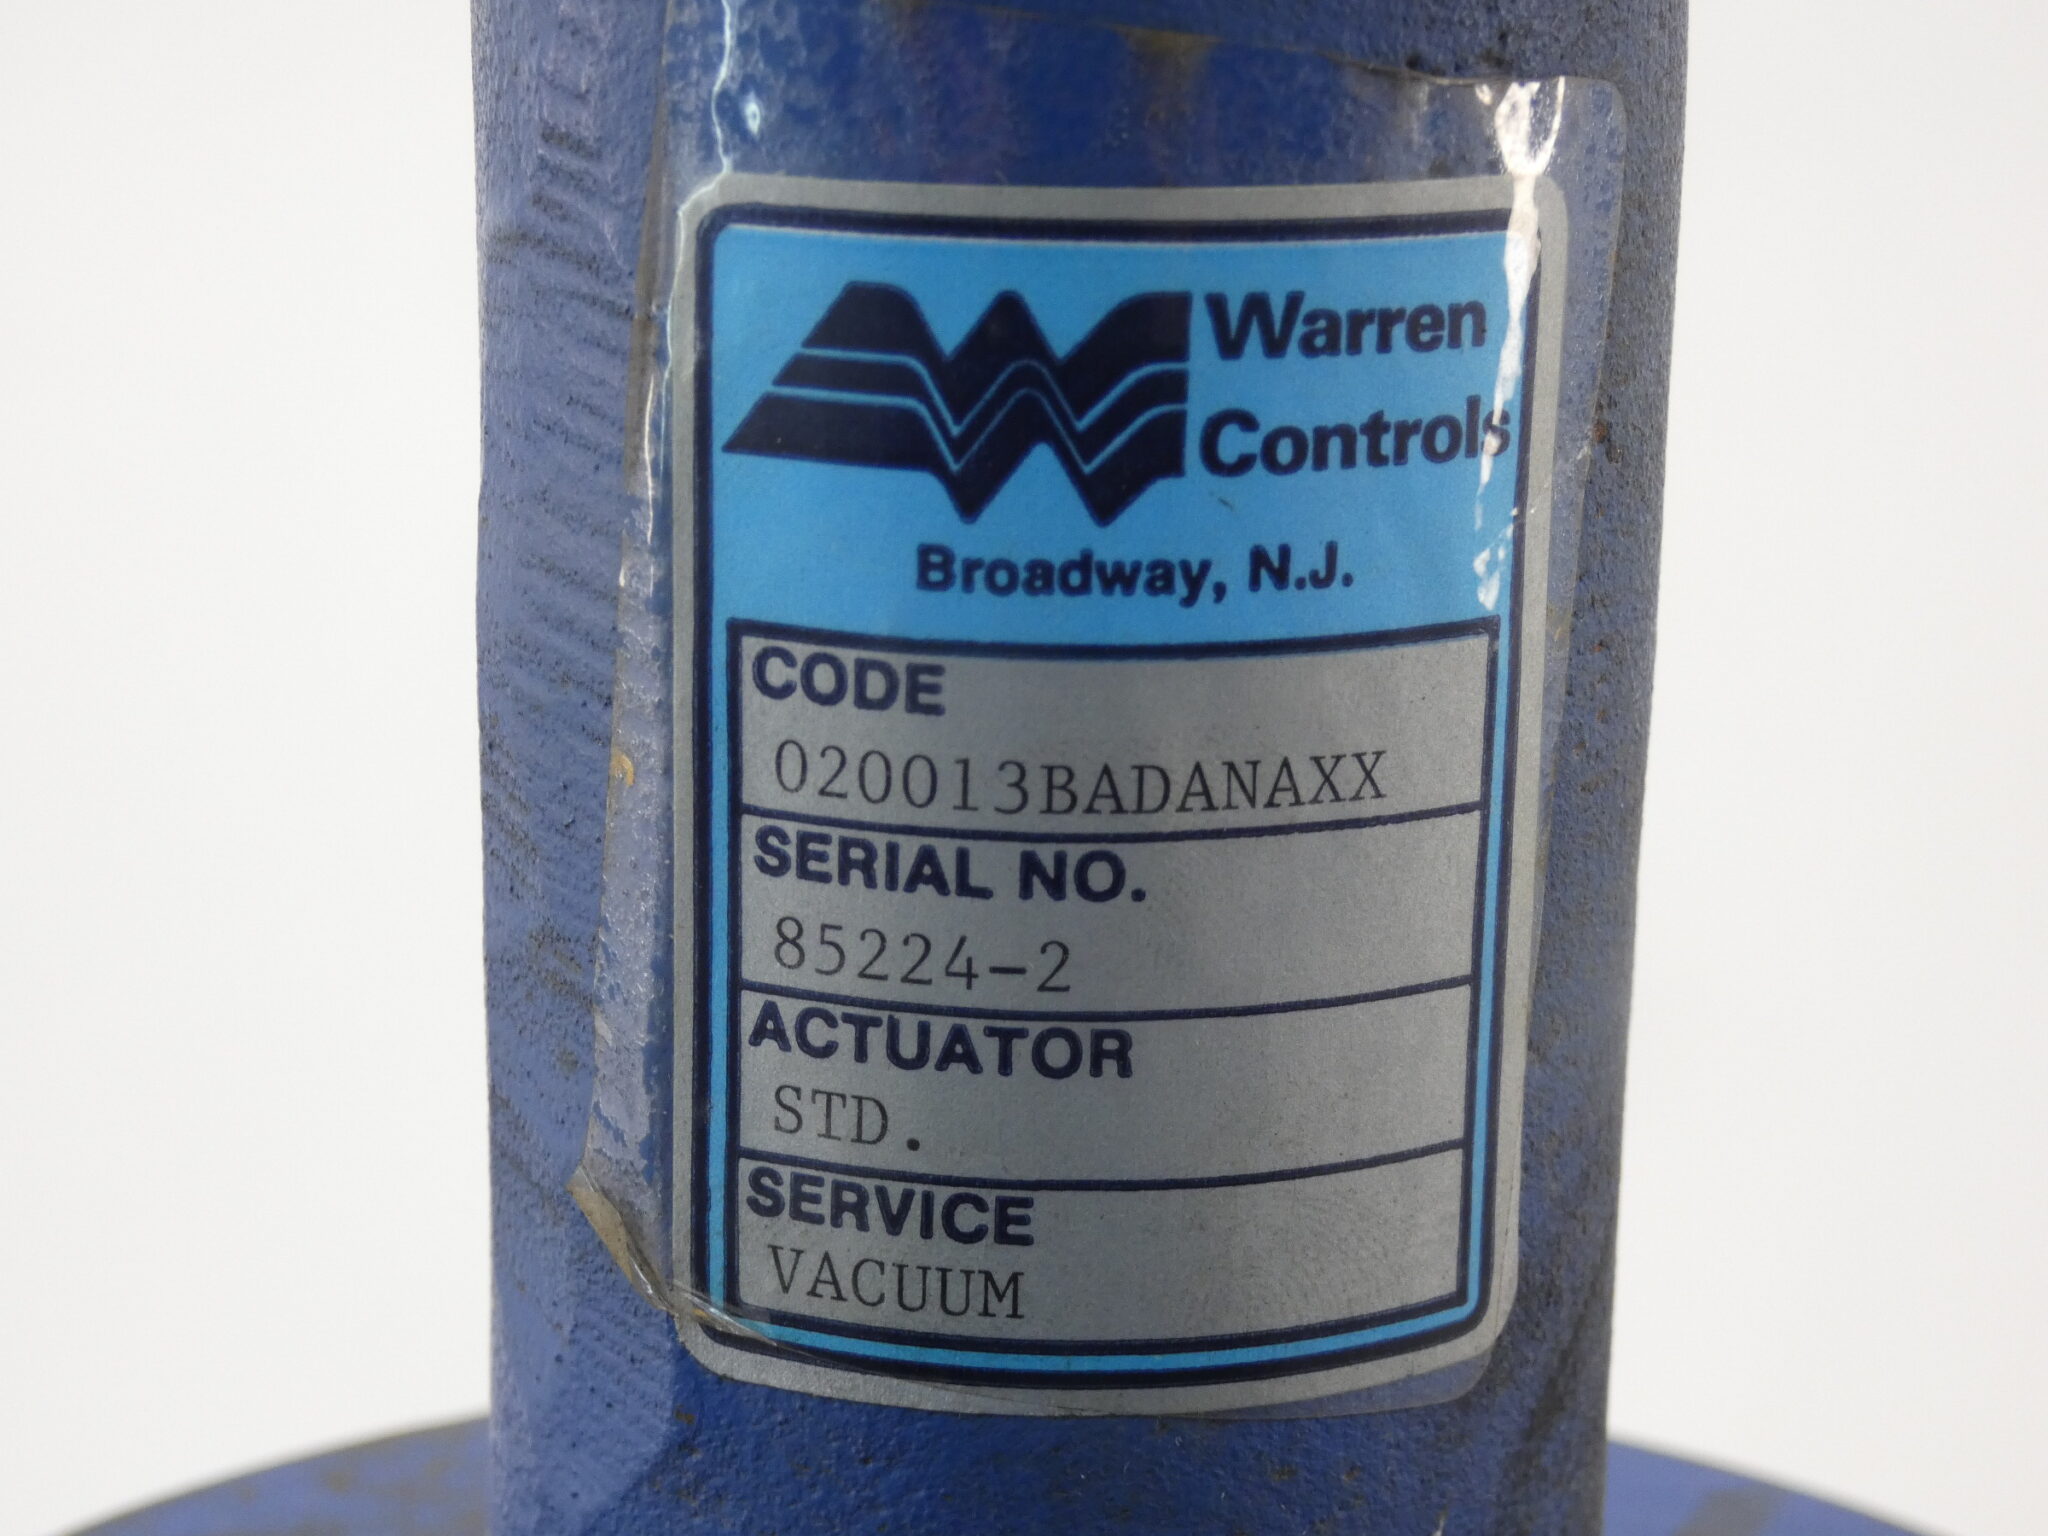 Warren
Controls
Broadway, N.J.
CODE
020013BADANAXX
SERIAL NO.
85224-2
ACTUATOR
STD.
SERVICE
VACUUM